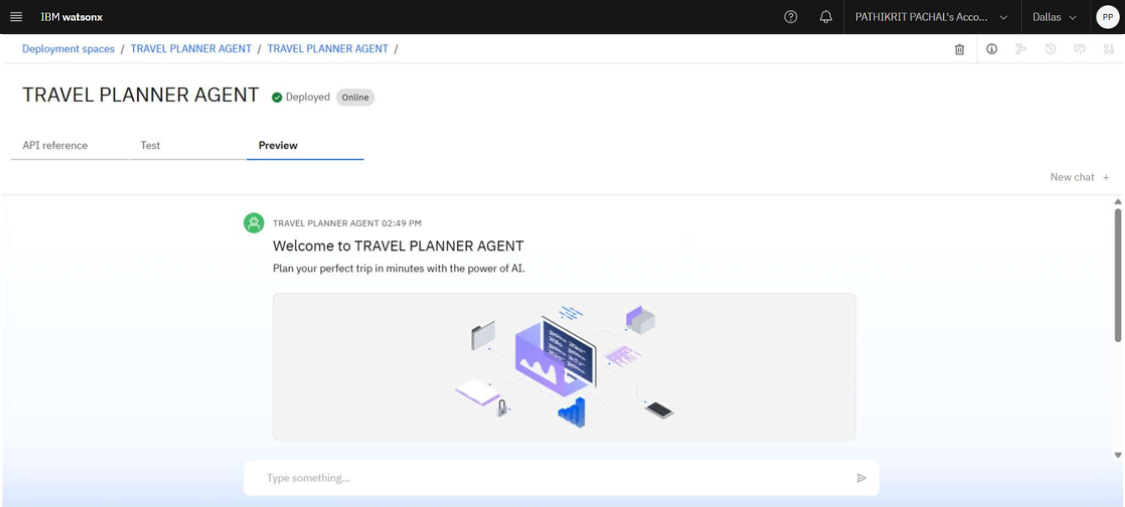 IBM watsonx
PATHIKRIT PACHAL's Acco...
Dallas
PP
Deployment spaces / TRAVEL PLANNER AGENT / TRAVEL PLANNER AGENT /
TRAVEL PLANNER AGENT
Deployed
Online
API reference
Test
Preview
New chat +
TRAVEL PLANNER AGENT 02:49 PM
Welcome to TRAVEL PLANNER AGENT
Plan your perfect trip in minutes with the power of AI.
Type something...